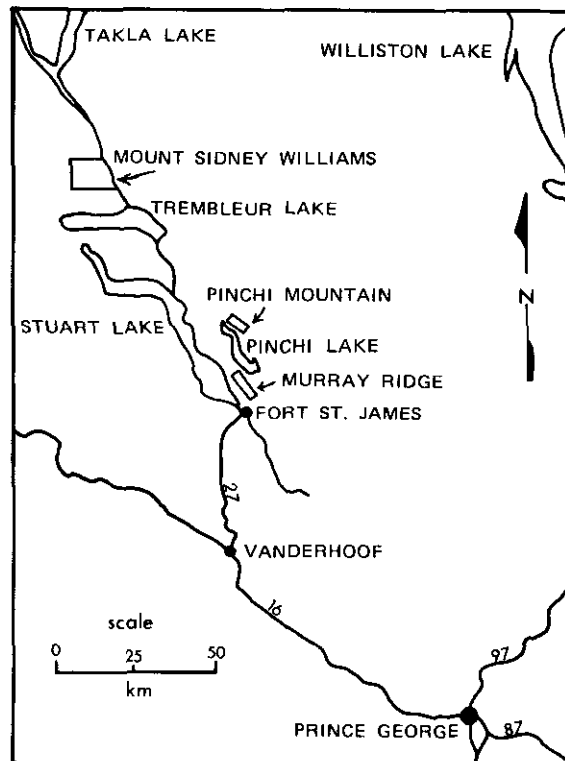 TAKLA LAKE
WILLISTON LAKE
MOUNT SIDNEY WILLIAMS
TREMBLEUR LAKE
PINCHI MOUNTAIN
N
STUART LAKE
PINCHI LAKE
MURRAY RIDGE
FORT ST. JAMES
27
VANDERHOOF
16
scale
0 25 50
km
97
PRINCE GEORGE
87